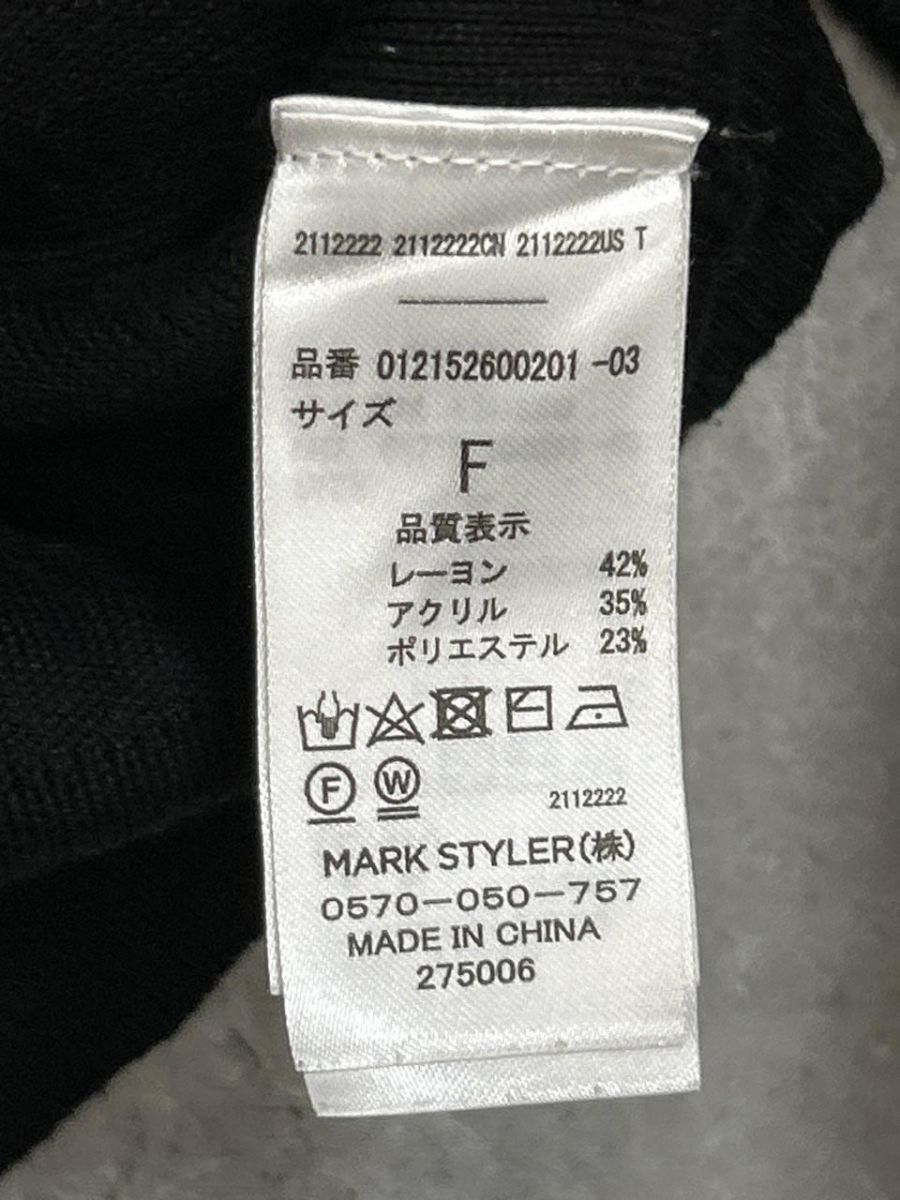 2112222 2112222CN 2112222US T
品番 012152600201 -03
サイズ
F
品質表示
レーヨン 42%
アクリル 35%
ポリエステル 23%
F W
2112222
MARK STYLER(株)
0570-050-757
MADE IN CHINA
275006